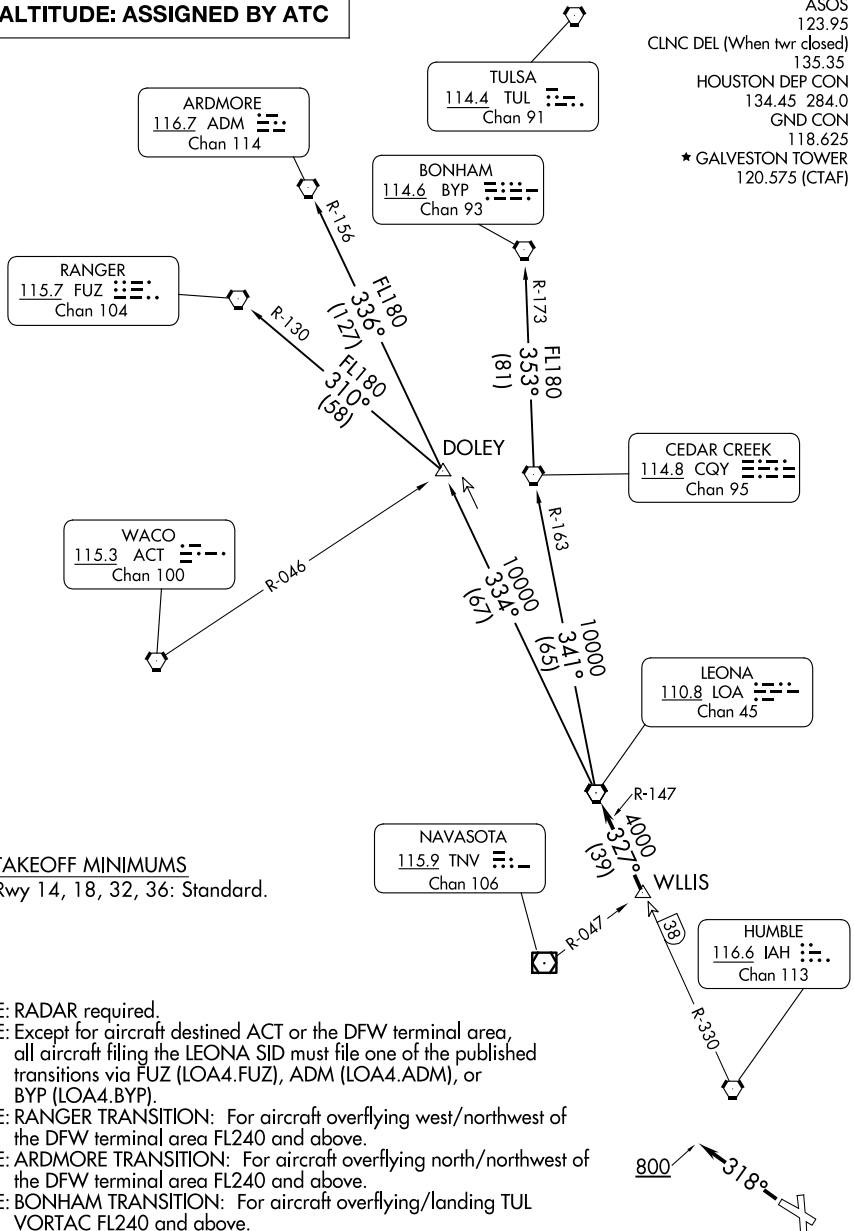 ALTITUDE: ASSIGNED BY ATC
ASOS
123.95
CLNC DEL (When twr closed)
135.35
HOUSTON DEP CON
134.45 284.0
GND CON
118.625
★ GALVESTON TOWER
120.575 (CTAF)
TULSA
114.4 TUL
Chan 91
ARDMORE
116.7 ADM
Chan 114
BONHAM
114.6 BYP
Chan 93
R-156
RANGER
115.7 FUZ
Chan 104
R-130
FL180
336°
(127)
R-173
FL180
353°
(81)
FL180
310°
(58)
DOLEY
CEDAR CREEK
114.8 CQY
Chan 95
R-163
WACO
115.3 ACT
Chan 100
R-046
10000
334°
(67)
10000
341°
(65)
LEONA
110.8 LOA
Chan 45
R-147
4000
327°
(39)
NAVASOTA
115.9 TNV
Chan 106
WLLIS
R-047
38
HUMBLE
116.6 IAH
Chan 113
R-330
TAKEOFF MINIMUMS
Rwy 14, 18, 32, 36: Standard.
E: RADAR required.
E: Except for aircraft destined ACT or the DFW terminal area,
all aircraft filing the LEONA SID must file one of the published
transitions via FUZ (LOA4.FUZ), ADM (LOA4.ADM), or
BYP (LOA4.BYP).
E: RANGER TRANSITION: For aircraft overflying west/northwest of
the DFW terminal area FL240 and above.
E: ARDMORE TRANSITION: For aircraft overflying north/northwest of
the DFW terminal area FL240 and above.
E: BONHAM TRANSITION: For aircraft overflying/landing TUL
VORTAC FL240 and above.
800
318°